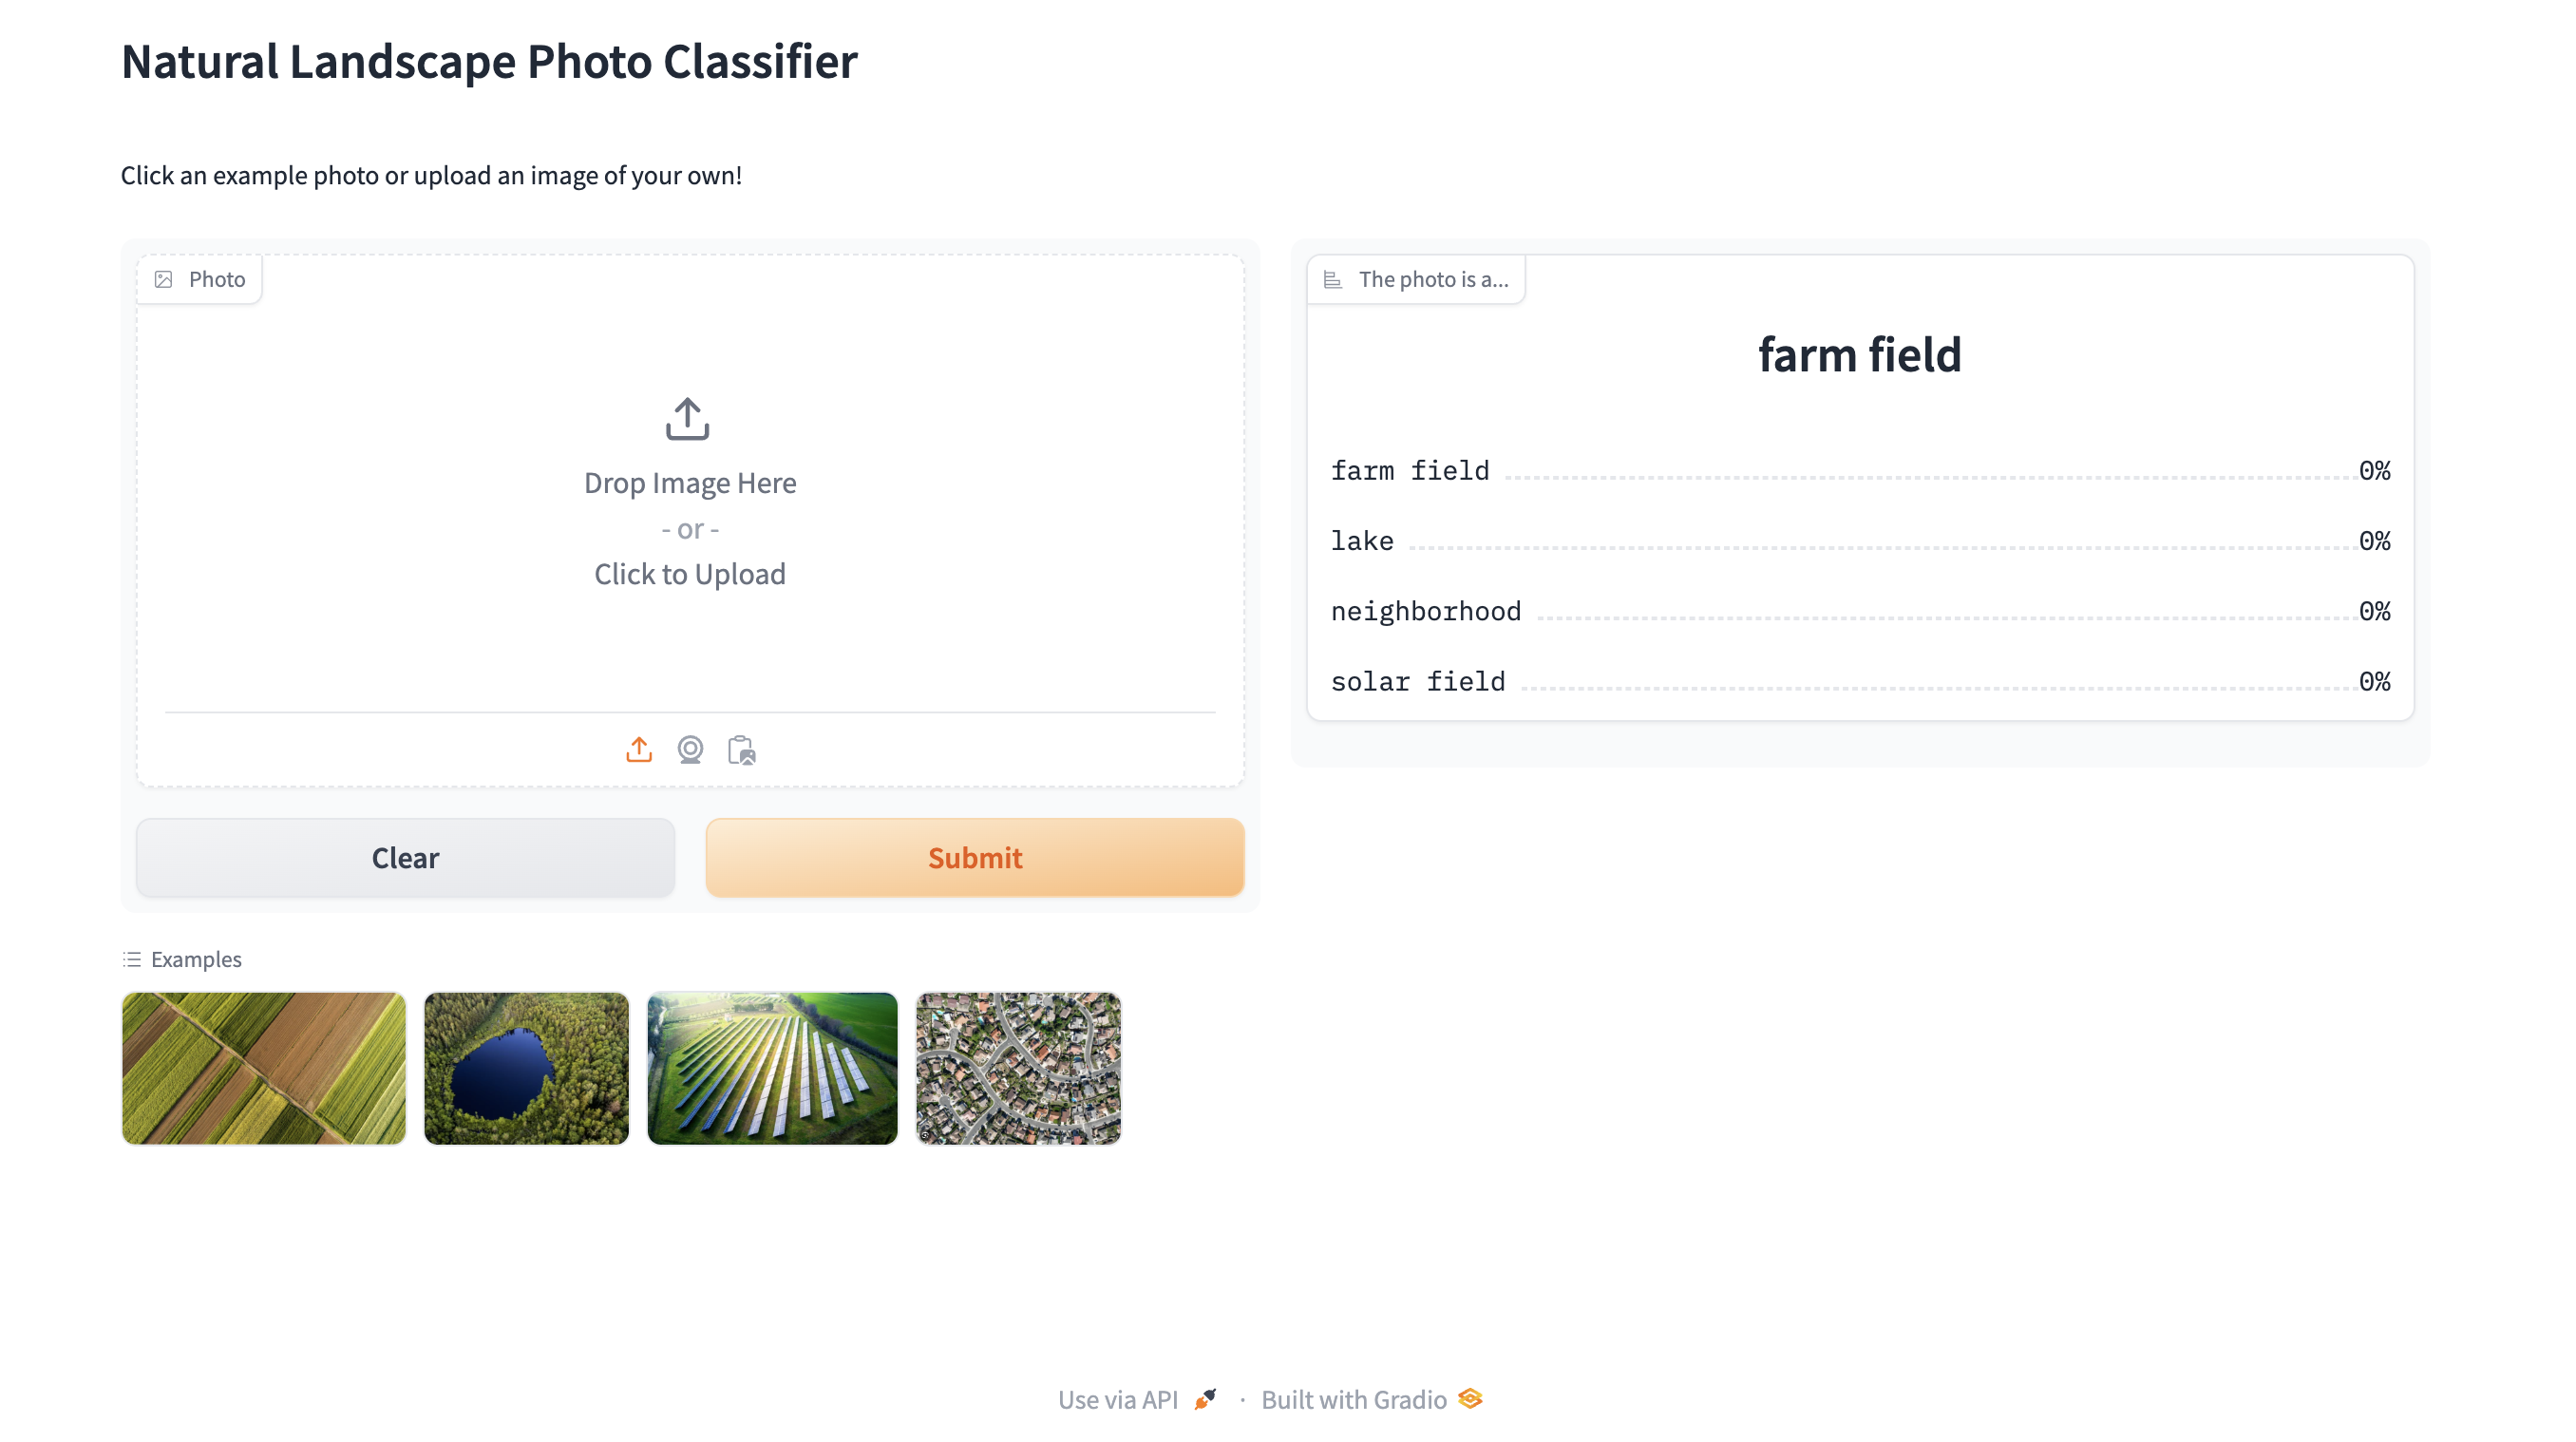 Natural Landscape Photo Classifier
Click an example photo or upload an image of your own!
Photo
Drop Image Here
- or -
Click to Upload
Clear
Submit
The photo is a...
farm field
farm field 0%
lake 0%
neighborhood 0%
solar field 0%
Examples
Use via API · Built with Gradio